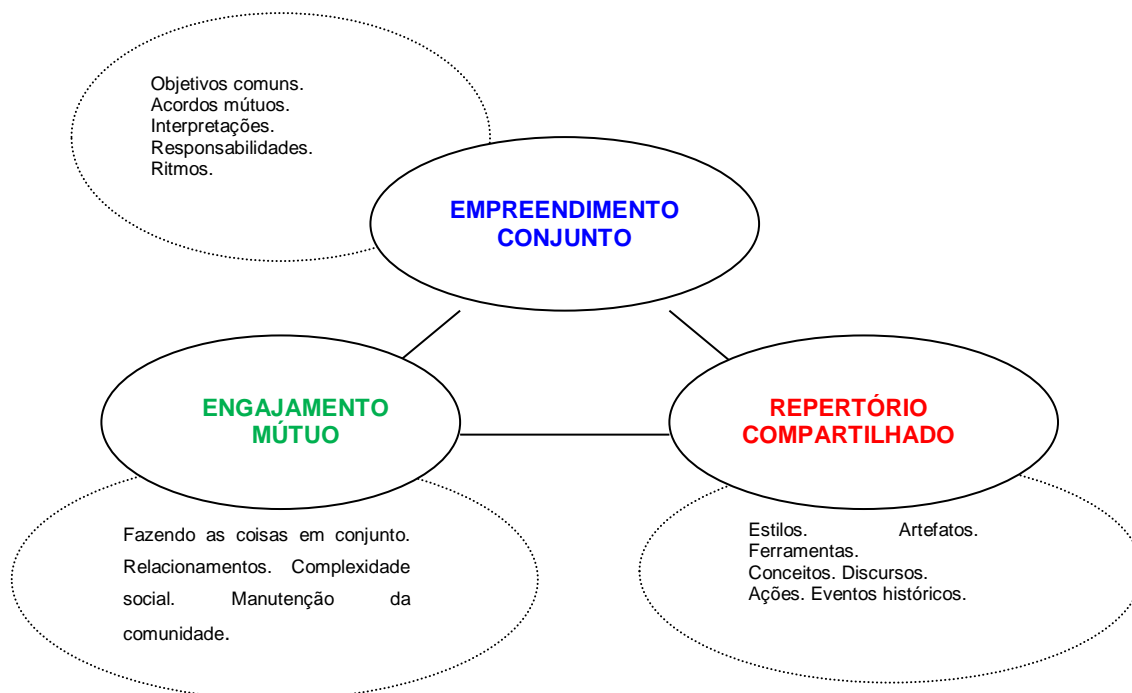 Objetivos comuns.
Acordos mútuos.
Interpretações.
Responsabilidades.
Ritmos.
EMPREENDIMENTO
CONJUNTO
ENGAJAMENTO
MÚTUO
REPERTÓRIO
COMPARTILHADO
Fazendo as coisas em conjunto.
Relacionamentos. Complexidade
social. Manutenção da
comunidade.
Estilos. Artefatos.
Ferramentas.
Conceitos. Discursos.
Ações. Eventos históricos.